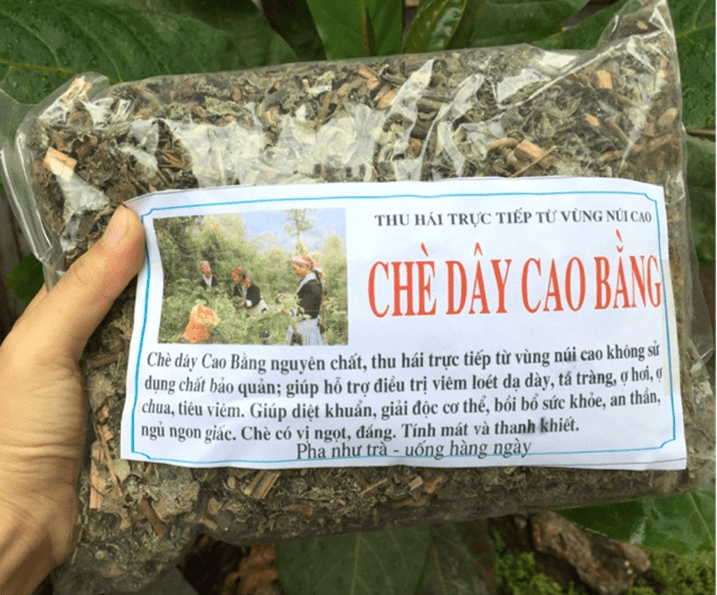 THU HÁI TRỰC TIẾP TỪ VÙNG NÚI CAO
CHÈ DÂY CAO BẰNG
Chè dây Cao Bằng nguyên chất, thu hái trực tiếp từ vùng núi cao không sử
dụng chất bảo quản; giúp hỗ trợ điều trị viêm loét dạ dày, tá tràng, ợ hơi, ợ
chua, tiêu viêm. Giúp diệt khuẩn, giải độc cơ thể, bồi bổ sức khỏe, an thần,
ngủ ngon giấc. Chè có vị ngọt, đắng. Tính mát và thanh khiết.
Pha như trà - uống hàng ngày